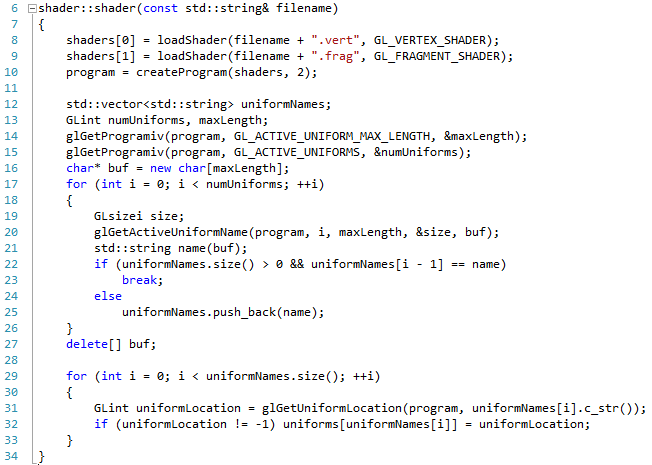 6 shader::shader(const std::string& filename)
7 {
8     shaders[0] = loadShader(filename + ".vert", GL_VERTEX_SHADER);
9     shaders[1] = loadShader(filename + ".frag", GL_FRAGMENT_SHADER);
10     program = createProgram(shaders, 2);
11
12     std::vector<std::string> uniformNames;
13     GLint numUniforms, maxLength;
14     glGetProgramiv(program, GL_ACTIVE_UNIFORM_MAX_LENGTH, &maxLength);
15     glGetProgramiv(program, GL_ACTIVE_UNIFORMS, &numUniforms);
16     char* buf = new char[maxLength];
17     for (int i = 0; i < numUniforms; ++i)
18     {
19         GLsizei size;
20         glGetActiveUniformName(program, i, maxLength, &size, buf);
21         std::string name(buf);
22         if (uniformNames.size() > 0 && uniformNames[i - 1] == name)
23             break;
24         else
25             uniformNames.push_back(name);
26     }
27     delete[] buf;
28
29     for (int i = 0; i < uniformNames.size(); ++i)
30     {
31         GLint uniformLocation = glGetUniformLocation(program, uniformNames[i].c_str());
32         if (uniformLocation != -1) uniforms[uniformNames[i]] = uniformLocation;
33     }
34 }